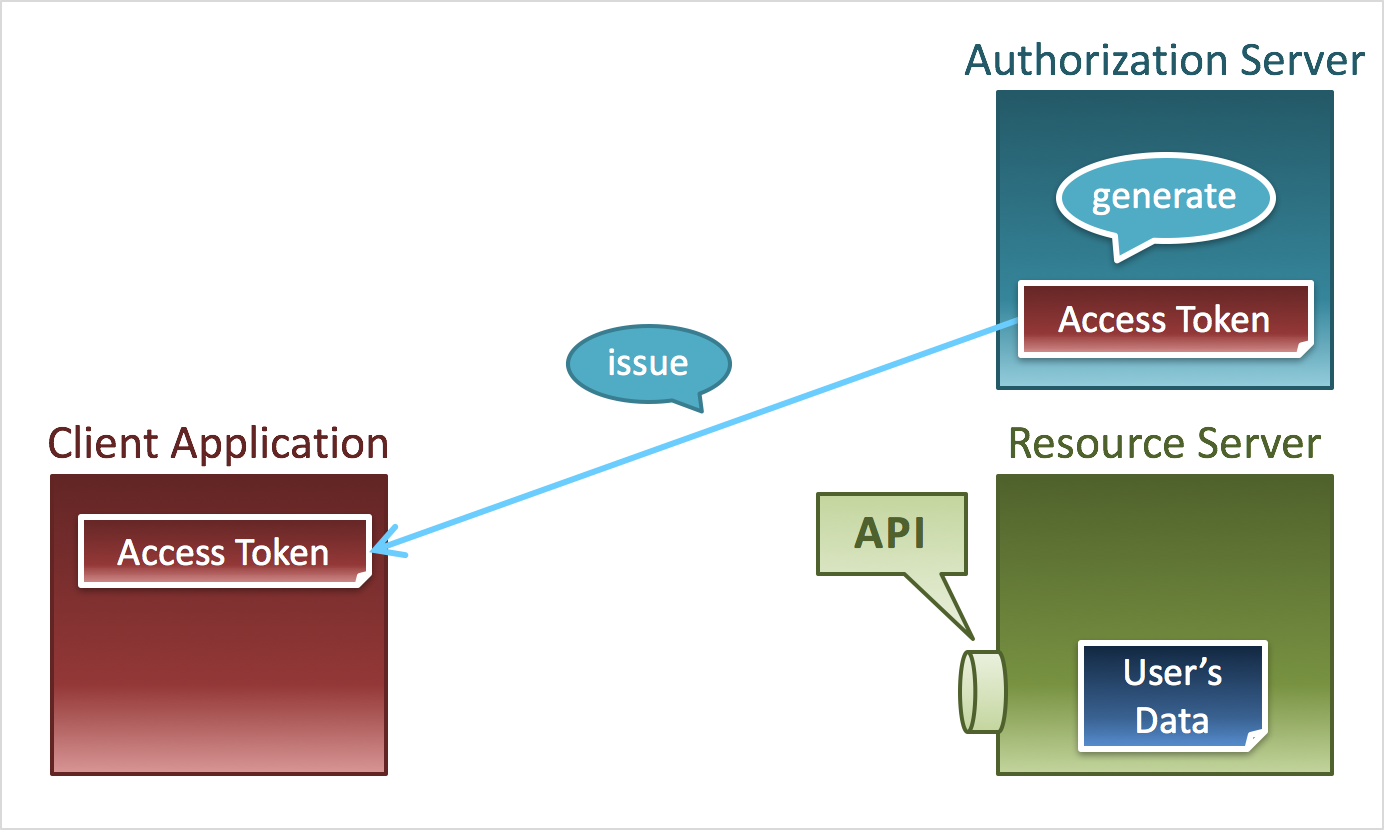 Authorization Server
generate
Access Token
issue
Client Application
Access Token
Resource Server
API
User’s
Data